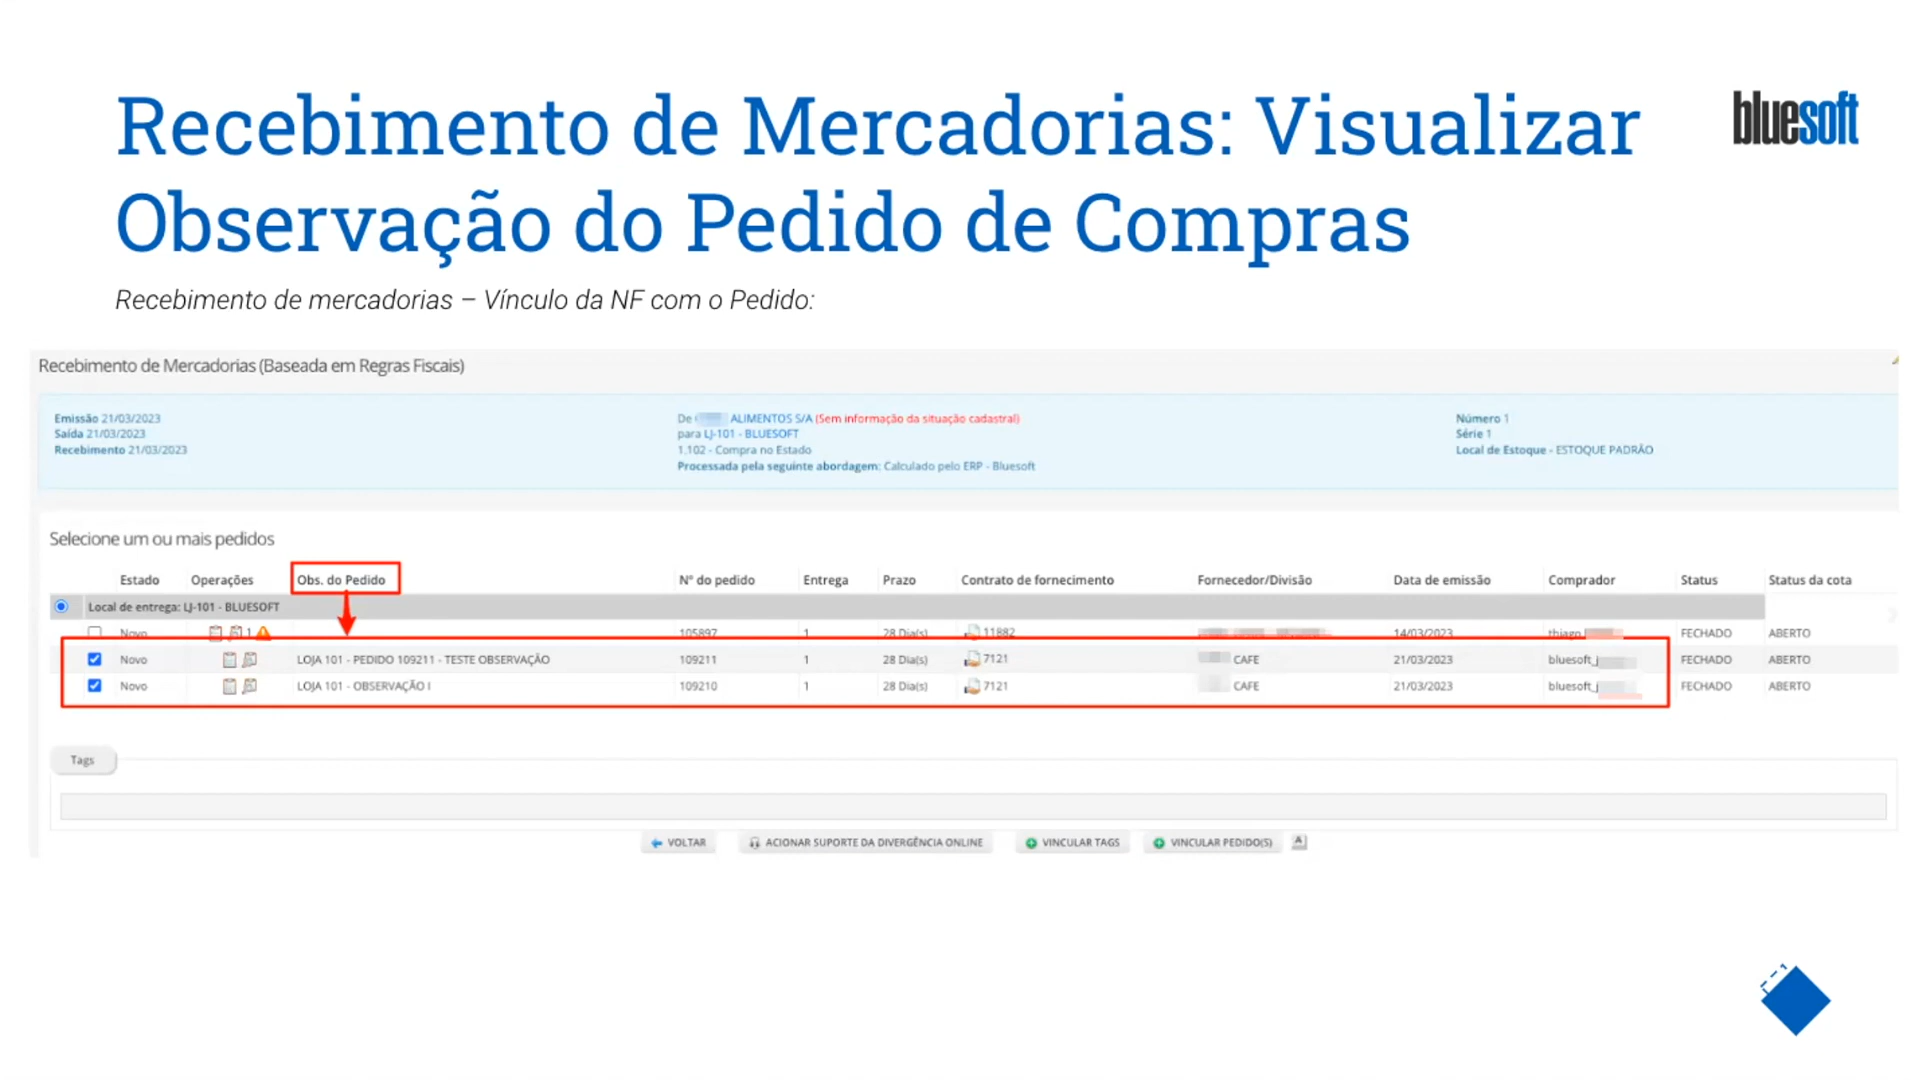 Recebimento de Mercadorias: Visualizar
Observação do Pedido de Compras
bluesoft
Recebimento de mercadorias – Vínculo da NF com o Pedido:
Recebimento de Mercadorias (Baseada em Regras Fiscais)
Emissão 21/03/2023
Saída 21/03/2023
Recebimento 21/03/2023
De ALIMENTOS S/A (Sem informação da situação cadastral)
para LJ-101 - BLUESOFT
1.102 - Compra no Estado
Processada pela seguinte abordagem: Calculado pelo ERP - Bluesoft
Número 1
Série 1
Local de Estoque - ESTOQUE PADRÃO
Selecione um ou mais pedidos
Estado Operações Obs. do Pedido Nº do pedido Entrega Prazo Contrato de fornecimento Fornecedor/Divisão Data de emissão Comprador Status Status da cota
Local de entrega: LJ-101 - BLUESOFT
Novo 1 105897 1 28 Dia(s) 11882 14/03/2023 thiago. FECHADO ABERTO
Novo LOJA 101 - PEDIDO 109211 - TESTE OBSERVAÇÃO 109211 1 28 Dia(s) 7121 CAFE 21/03/2023 bluesoft_j FECHADO ABERTO
Novo LOJA 101 - OBSERVAÇÃO I 109210 1 28 Dia(s) 7121 CAFE 21/03/2023 bluesoft_j FECHADO ABERTO
Tags
VOLTAR ACIONAR SUPORTE DA DIVERGÊNCIA ONLINE VINCULAR TAGS VINCULAR PEDIDO(S) A